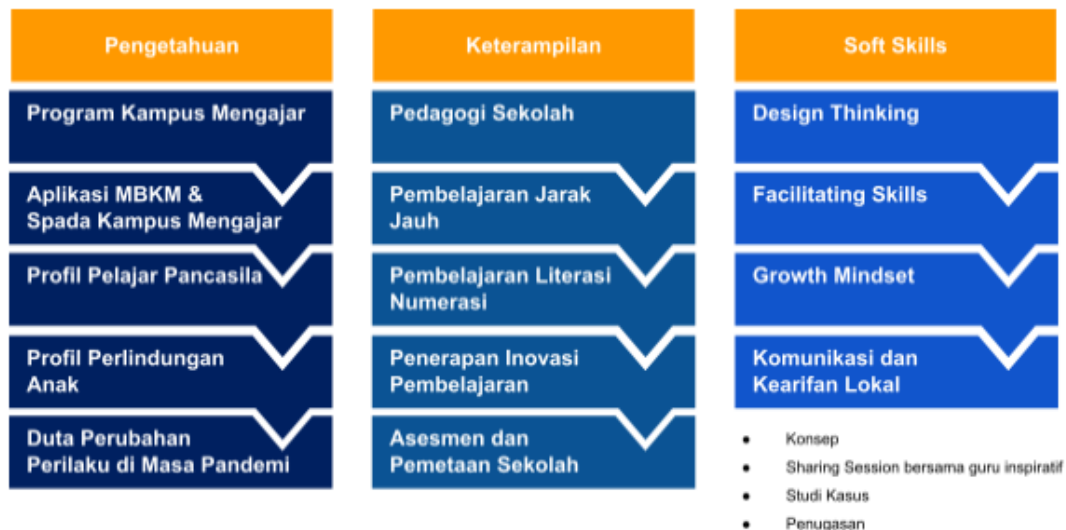 Pengetahuan
Program Kampus Mengajar
Aplikasi MBKM &
Spada Kampus Mengajar
Profil Pelajar Pancasila
Profil Perlindungan
Anak
Duta Perubahan
Perilaku di Masa Pandemi
Keterampilan
Pedagogi Sekolah
Pembelajaran Jarak
Jauh
Pembelajaran Literasi
Numerasi
Penerapan Inovasi
Pembelajaran
Asesmen dan
Pemetaan Sekolah
Soft Skills
Design Thinking
Facilitating Skills
Growth Mindset
Komunikasi dan
Kearifan Lokal
● Konsep
● Sharing Session bersama guru inspiratif
● Studi Kasus
● Penugasan